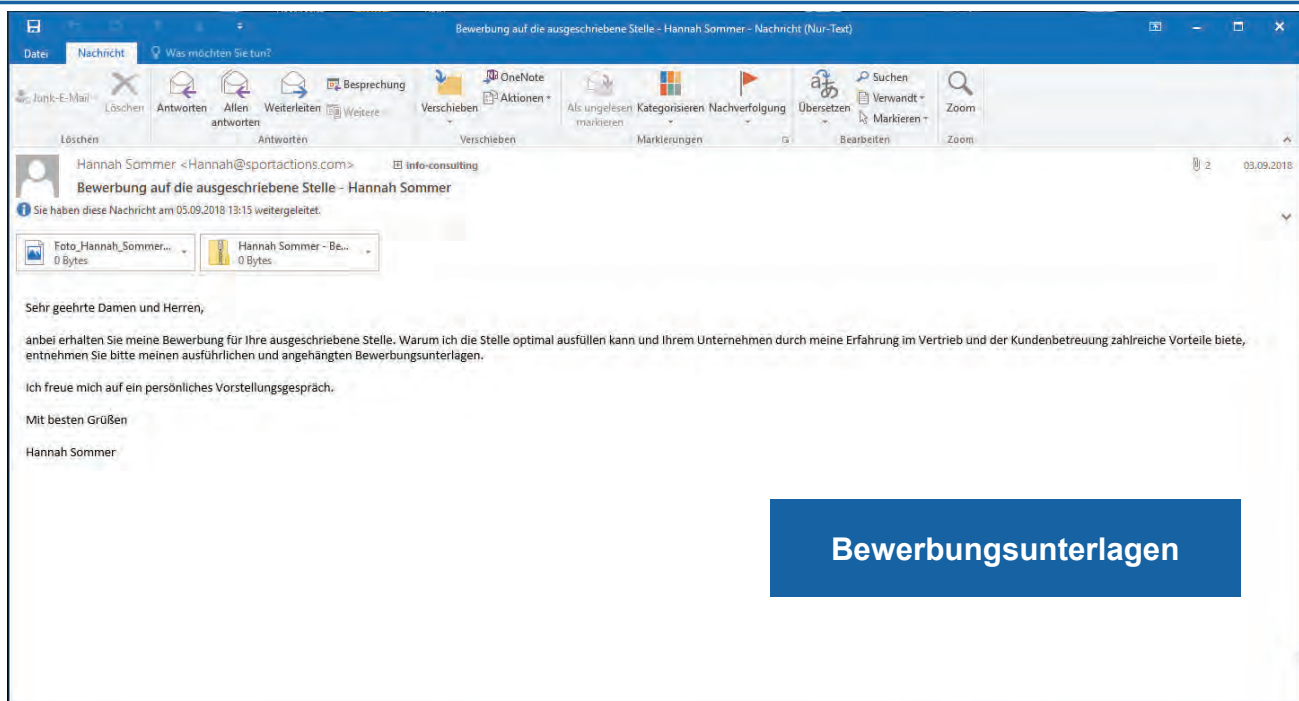 Bewerbung auf die ausgeschriebene Stelle - Hannah Sommer - Nachricht (Nur-Text)
Datei Nachricht Was möchten Sie tun?
Junk-E-Mail
Löschen
Antworten
Allen antworten
Weiterleiten
Besprechung
Weitere
Verschieben
OneNote
Aktionen
Als ungelesen markieren
Kategorisieren
Nachverfolgung
Übersetzen
Suchen
Verwandt
Markieren
Zoom
Löschen Antworten Verschieben Markierungen Bearbeiten Zoom
Hannah Sommer <Hannah@sportactions.com> info-consulting 2 03.09.2018
Bewerbung auf die ausgeschriebene Stelle - Hannah Sommer
Sie haben diese Nachricht am 05.09.2018 13:15 weitergeleitet.
Foto_Hannah_Sommer...
0 Bytes
Hannah Sommer - Be...
0 Bytes
Sehr geehrte Damen und Herren,
anbei erhalten Sie meine Bewerbung für Ihre ausgeschriebene Stelle. Warum ich die Stelle optimal ausfüllen kann und Ihrem Unternehmen durch meine Erfahrung im Vertrieb und der Kundenbetreuung zahlreiche Vorteile biete,
entnehmen Sie bitte meinen ausführlichen und angehängten Bewerbungsunterlagen.
Ich freue mich auf ein persönliches Vorstellungsgespräch.
Mit besten Grüßen
Hannah Sommer
Bewerbungsunterlagen